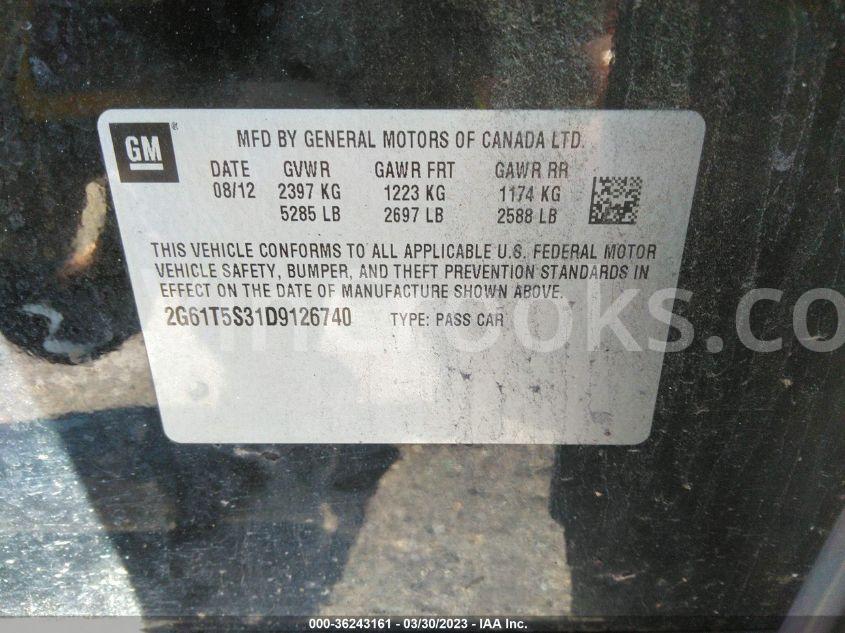 GM ®
MFD BY GENERAL MOTORS OF CANADA LTD.
DATE GVWR GAWR FRT GAWR RR
08/12 2397 KG 1223 KG 1174 KG
5285 LB 2697 LB 2588 LB
THIS VEHICLE CONFORMS TO ALL APPLICABLE U.S. FEDERAL MOTOR
VEHICLE SAFETY, BUMPER, AND THEFT PREVENTION STANDARDS IN
EFFECT ON THE DATE OF MANUFACTURE SHOWN ABOVE.
2G61T5S31D9126740 TYPE: PASS CAR
000-36243161 - 03/30/2023 - IAA Inc.